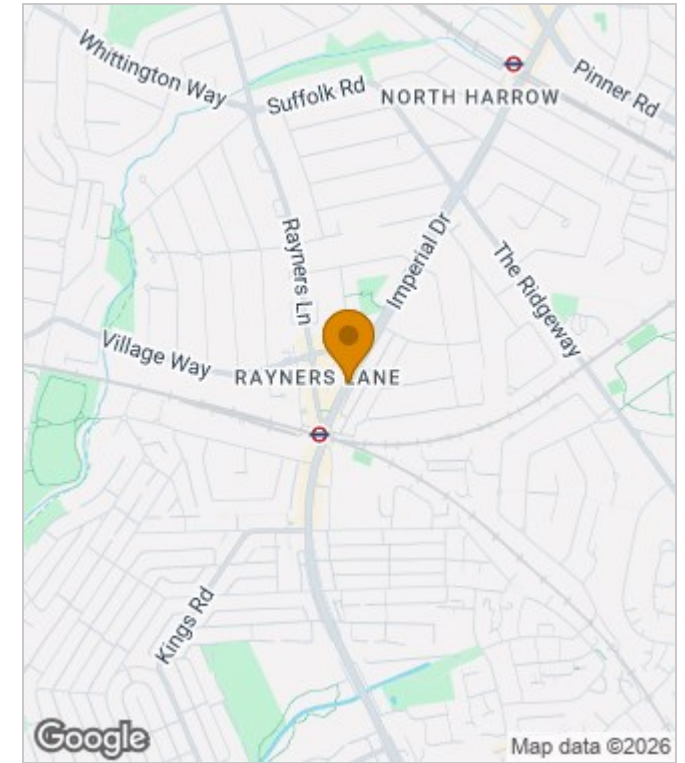 Whittington Way
Suffolk Rd
NORTH HARROW
Pinner Rd
Rayners Ln
Imperial Dr
The Ridgeway
Village Way
RAYNERS LANE
Kings Rd
Google
Map data ©2026